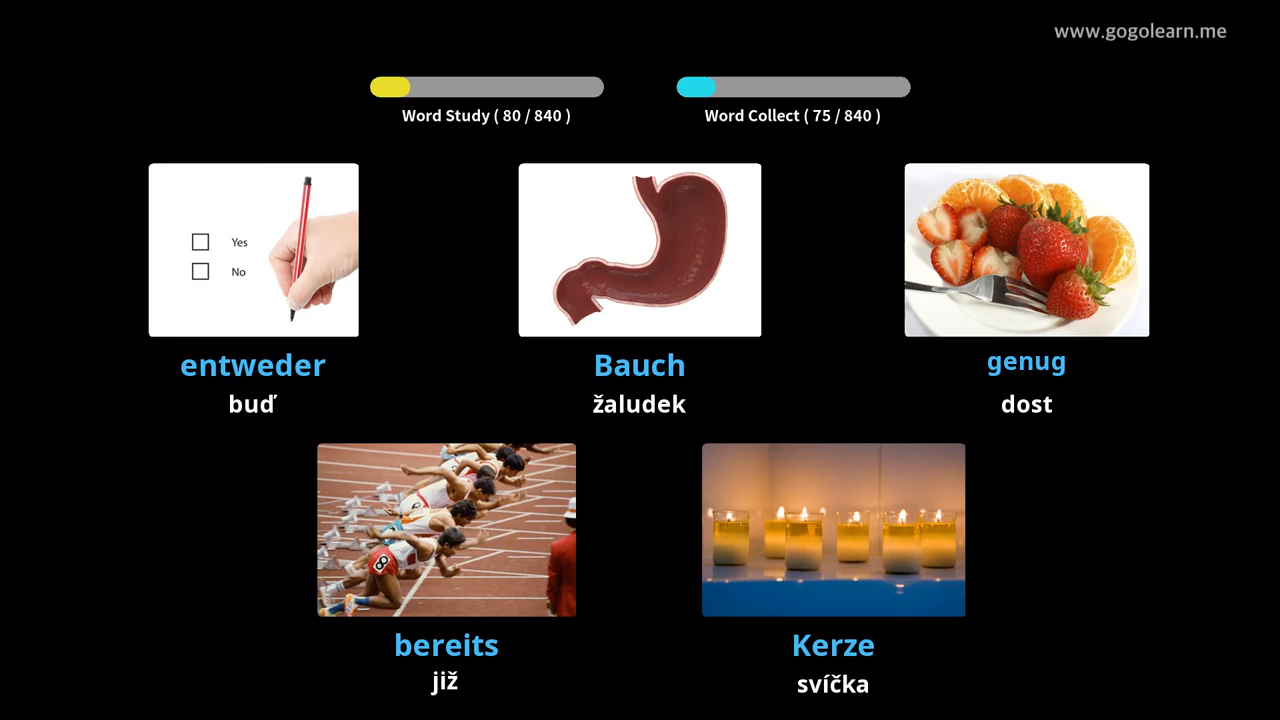 www.gogolearn.me
Word Study ( 80 / 840 )
Word Collect ( 75 / 840 )
Yes
No
entweder
buď
Bauch
žaludek
genug
dost
8
bereits
již
Kerze
svíčka